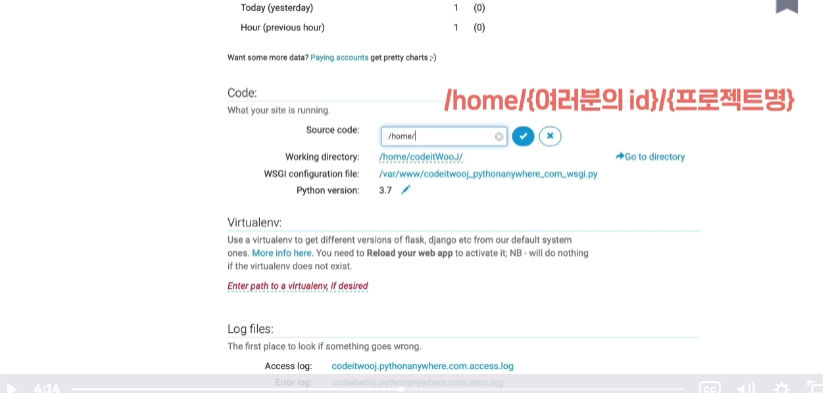 Today (yesterday) 1 (0)
Hour (previous hour) 1 (0)
Want some more data? Paying accounts get pretty charts ;-)
Code:
/home/{여러분의 id}/{프로젝트명}
What your site is running.
Source code: /home/
Working directory: /home/codeitWooJ/ Go to directory
WSGI configuration file: /var/www/codeitwooj_pythonanywhere_com_wsgi.py
Python version: 3.7
Virtualenv:
Use a virtualenv to get different versions of flask, django etc from our default system
ones. More info here. You need to Reload your web app to activate it; NB - will do nothing
if the virtualenv does not exist.
Enter path to a virtualenv, if desired
Log files:
The first place to look if something goes wrong.
Access log: codeitwooj.pythonanywhere.com.access.log
Error log: codeitwooj.pythonanywhere.com.error.log
4:14
CC